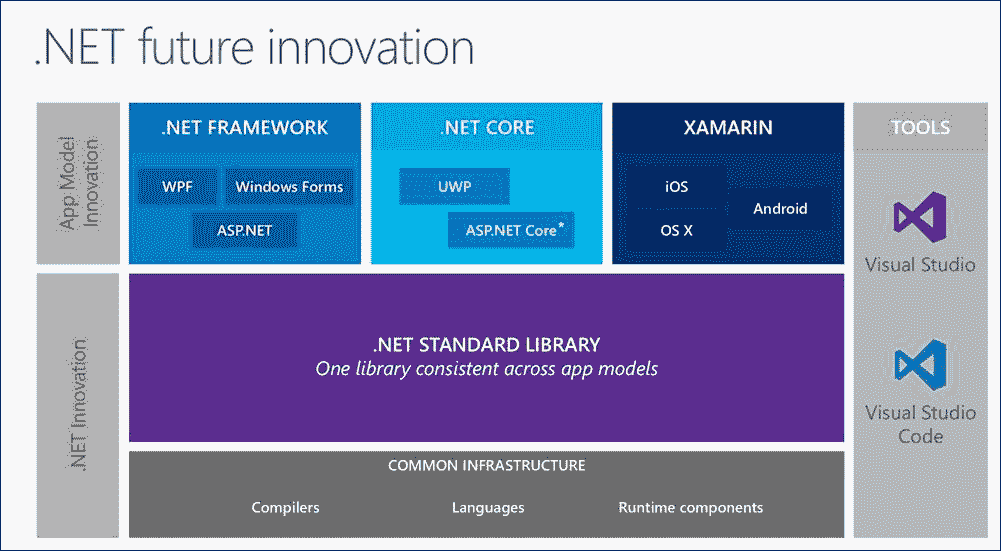 .NET future innovation
App Model
Innovation
.NET FRAMEWORK
WPF
Windows Forms
ASP.NET
.NET CORE
UWP
ASP.NET Core*
XAMARIN
iOS
OS X
Android
TOOLS
Visual Studio
Visual Studio
Code
.NET Innovation
.NET STANDARD LIBRARY
One library consistent across app models
COMMON INFRASTRUCTURE
Compilers
Languages
Runtime components